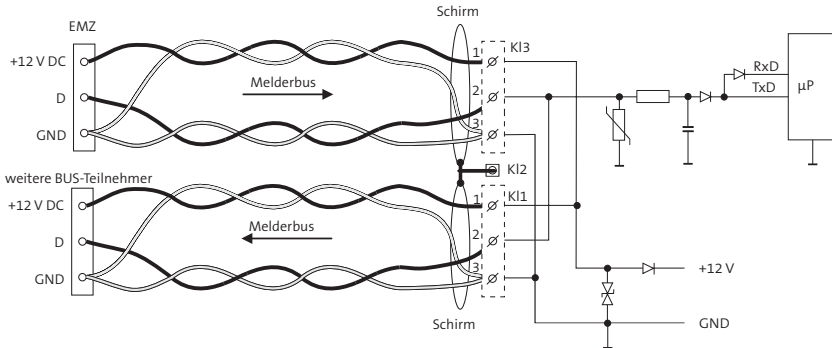 Schirm
EMZ
+12 V DC
D
GND
Melderbus
1
2
3
Kl3
RxD
TxD
µP
Kl2
weitere BUS-Teilnehmer
+12 V DC
D
GND
Melderbus
1
2
3
Kl1
+12 V
GND
Schirm